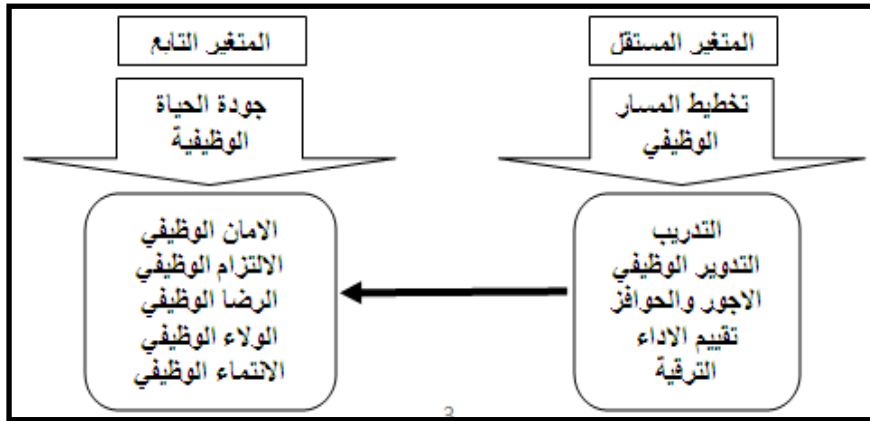 المتغير المستقل
المتغير التابع
تخطيط المسار
الوظيفي
جودة الحياة
الوظيفية
التدريب
التدوير الوظيفي
الاجور والحوافز
تقييم الاداء
الترقية
الامان الوظيفي
الالتزام الوظيفي
الرضا الوظيفي
الولاء الوظيفي
الانتماء الوظيفي
3